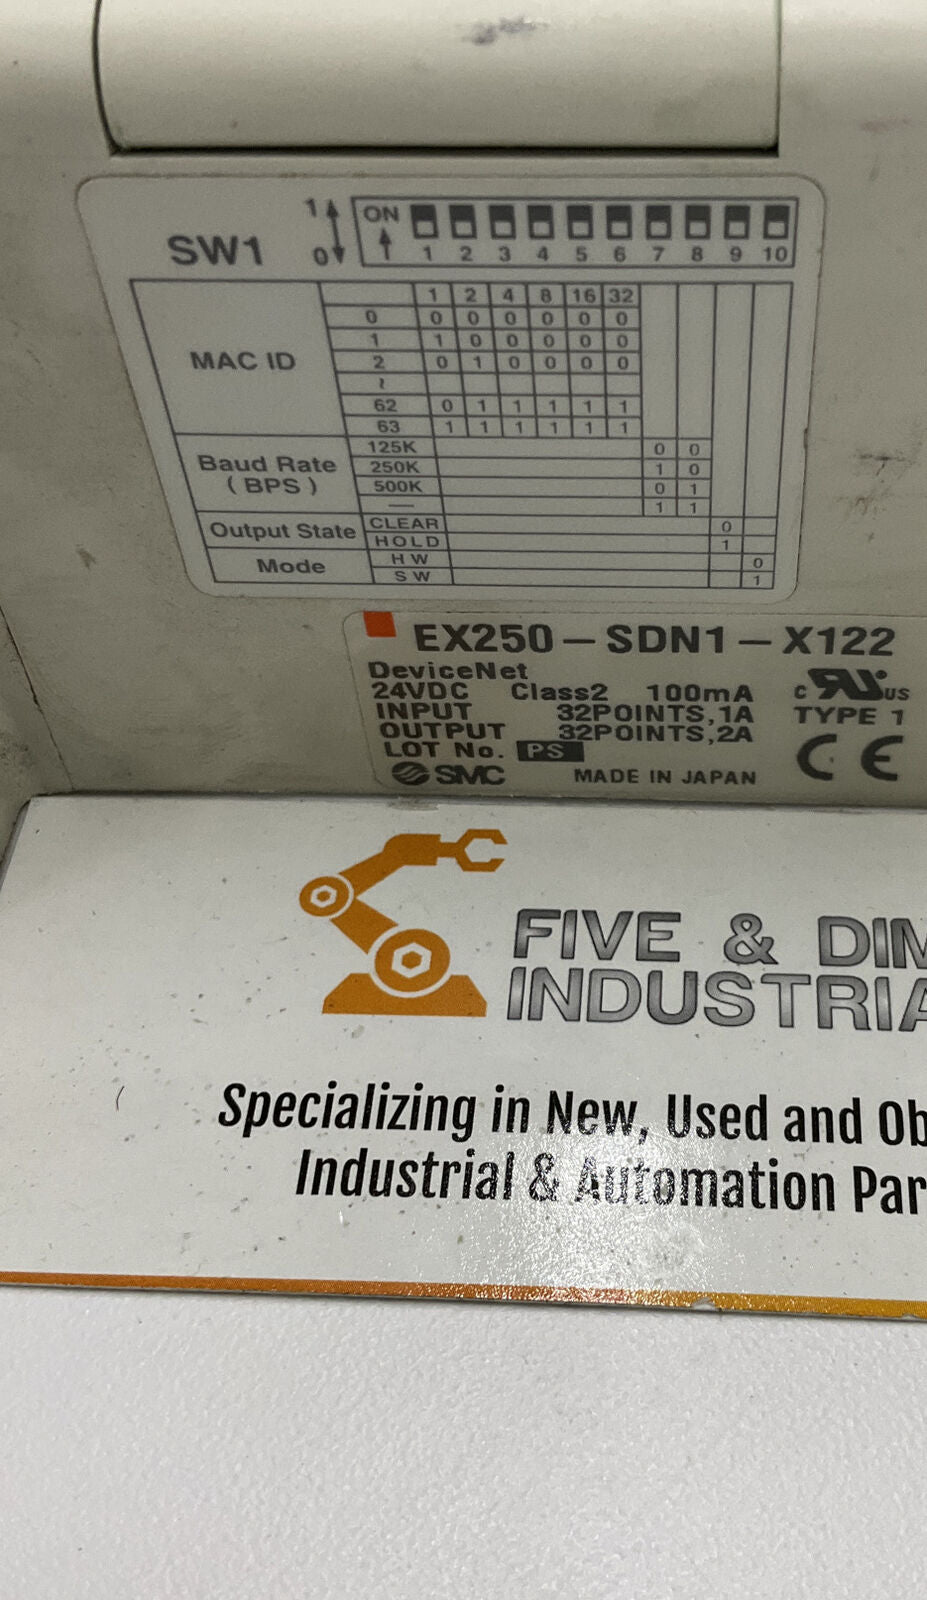 SW1
1
0
ON
1 2 3 4 5 6 7 8 9 10
MAC ID
1 2 4 8 16 32
0 0 0 0 0 0 0
1 1 0 0 0 0 0
2 0 1 0 0 0 0
≀
62 0 1 1 1 1 1
63 1 1 1 1 1 1
Baud Rate
(BPS)
125K 0 0
250K 1 0
500K 0 1
— 1 1
Output State
CLEAR 0
HOLD 1
Mode
HW 0
SW 1
EX250-SDN1-X122
DeviceNet
24VDC Class2 100mA
INPUT 32POINTS,1A
OUTPUT 32POINTS,2A
LOT No. PS
SMC MADE IN JAPAN
c RU us
TYPE 1
CE
FIVE & DIM
INDUSTRIA
Specializing in New, Used and Ob
Industrial & Automation Par